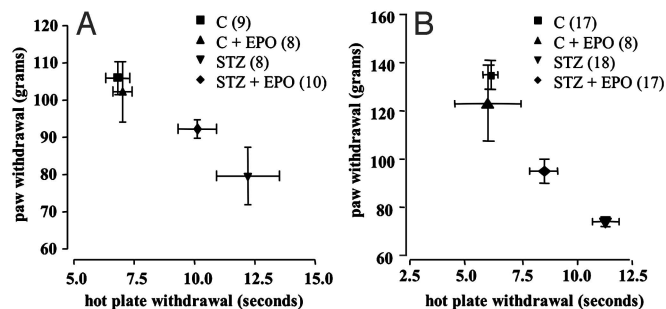 A
C (9)
C + EPO (8)
STZ (8)
STZ + EPO (10)
paw withdrawal (grams)
120
110
100
90
80
70
60
5.0 7.5 10.0 12.5 15.0
hot plate withdrawal (seconds)
B
C (17)
C + EPO (8)
STZ (18)
STZ + EPO (17)
paw withdrawal (grams)
160
140
120
100
80
60
2.5 5.0 7.5 10.0 12.5
hot plate withdrawal (seconds)